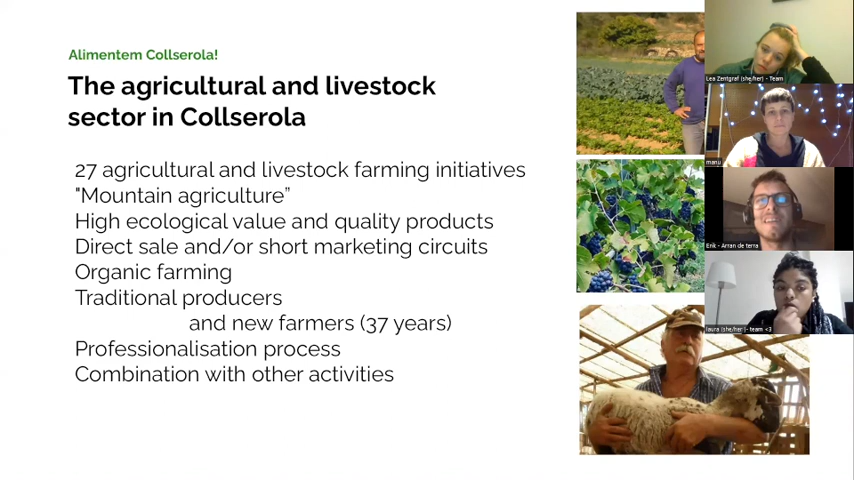 Alimentem Collserola!
The agricultural and livestock
sector in Collserola
27 agricultural and livestock farming initiatives
"Mountain agriculture”
High ecological value and quality products
Direct sale and/or short marketing circuits
Organic farming
Traditional producers
and new farmers (37 years)
Professionalisation process
Combination with other activities
Lea Zentgraf (she/her) - Team
manu
Erik - Arran de terra
laura (she/her )- team <3